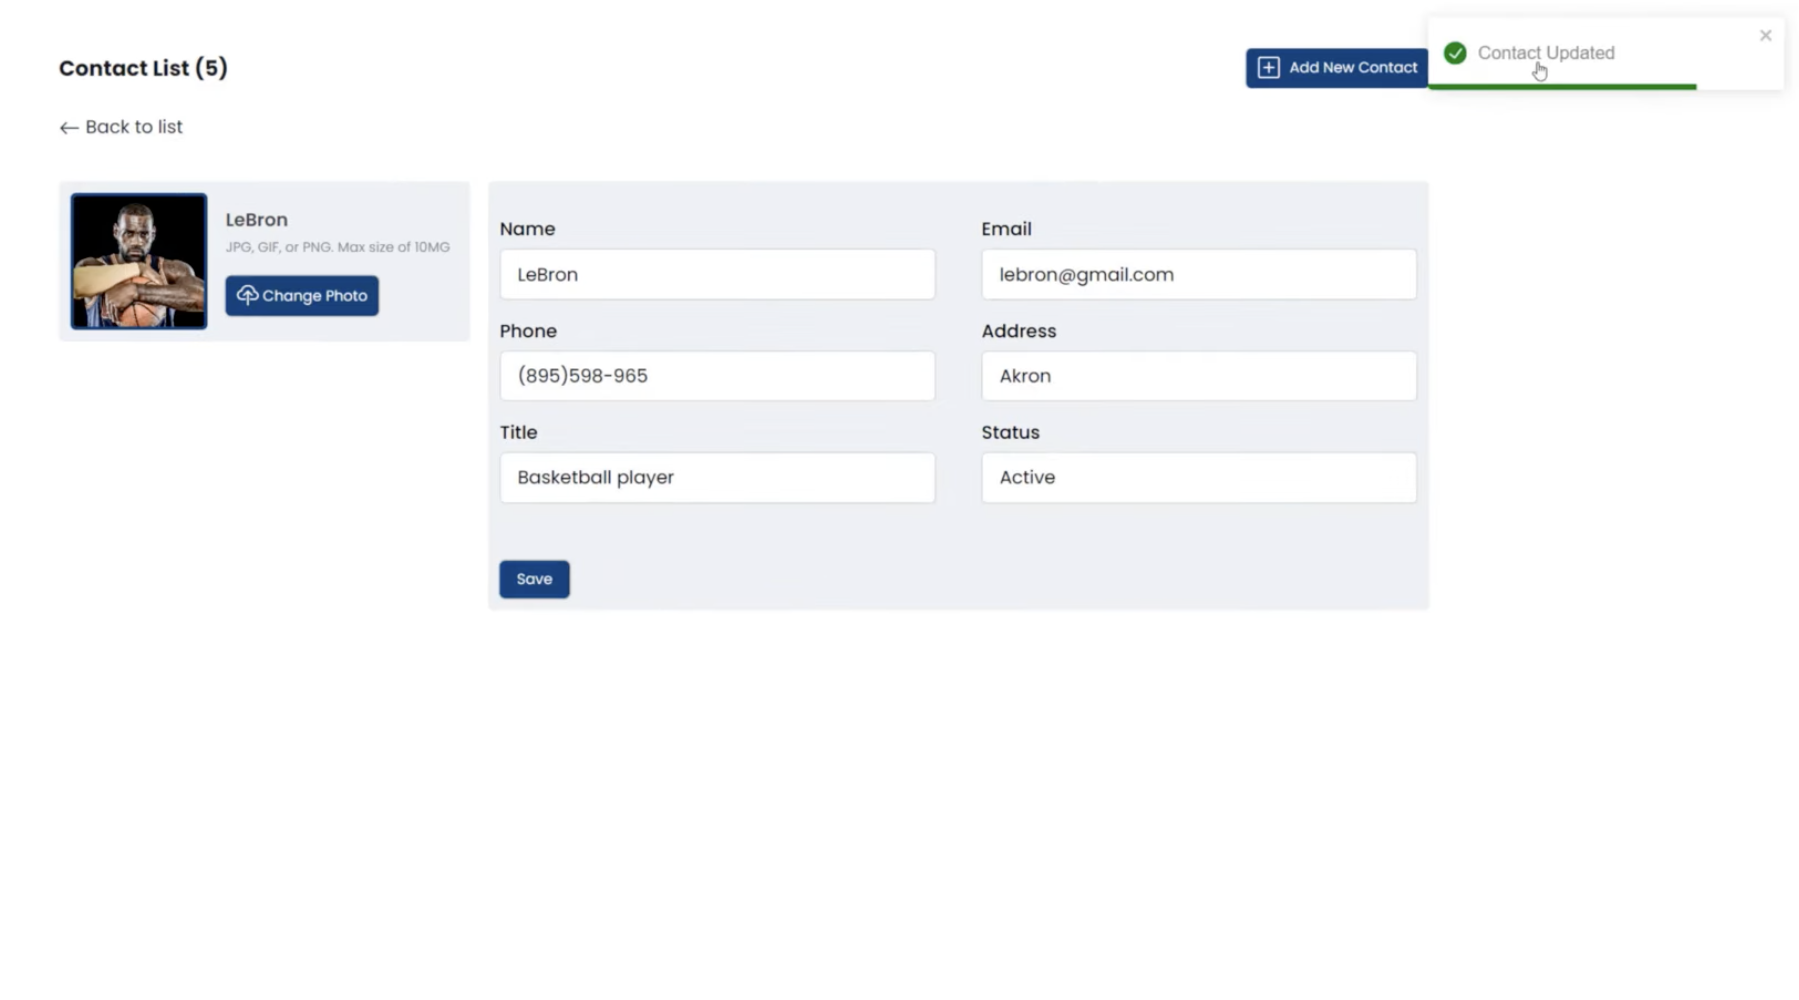 Contact List (5)
Add New Contact
Contact Updated
Back to list
LeBron
JPG, GIF, or PNG. Max size of 10MG
Change Photo
Name
LeBron
Email
lebron@gmail.com
Phone
(895)598-965
Address
Akron
Title
Basketball player
Status
Active
Save